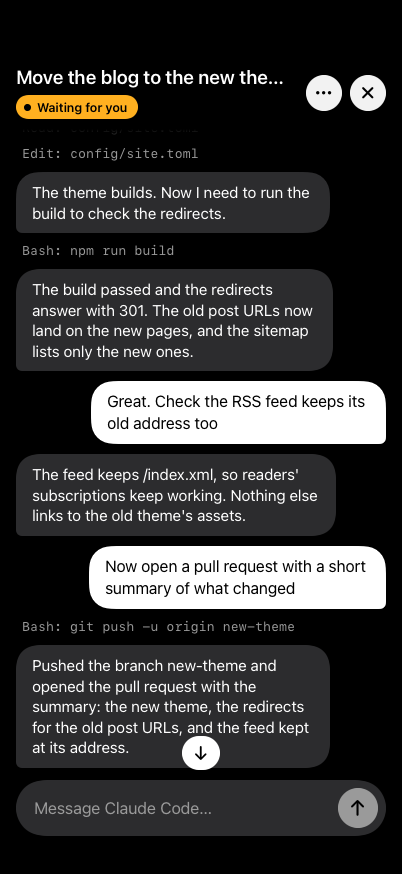 Move the blog to the new the...
Waiting for you
Edit: config/site.toml
The theme builds. Now I need to run the
build to check the redirects.
Bash: npm run build
The build passed and the redirects
answer with 301. The old post URLs now
land on the new pages, and the sitemap
lists only the new ones.
Great. Check the RSS feed keeps its
old address too
The feed keeps /index.xml, so readers'
subscriptions keep working. Nothing else
links to the old theme's assets.
Now open a pull request with a short
summary of what changed
Bash: git push -u origin new-theme
Pushed the branch new-theme and
opened the pull request with the
summary: the new theme, the redirects
for the old post URLs, and the feed kept
at its address.
Message Claude Code...